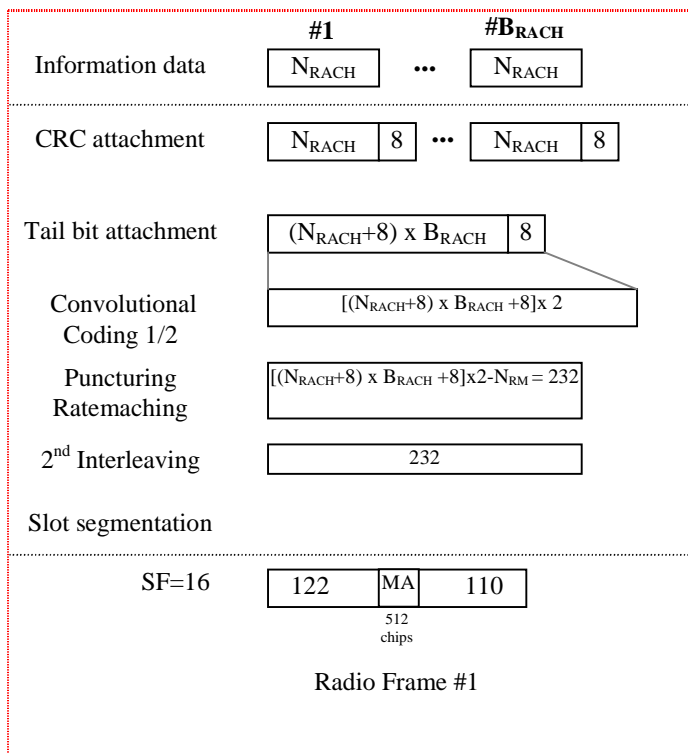 #1 #B_RACH
Information data N_RACH ... N_RACH
CRC attachment N_RACH 8 ... N_RACH 8
Tail bit attachment (N_RACH+8) x B_RACH 8
Convolutional
Coding 1/2
[(N_RACH+8) x B_RACH +8]x 2
Puncturing
Ratemaching
[(N_RACH+8) x B_RACH +8]x2-N_RM = 232
2nd Interleaving 232
Slot segmentation
SF=16 122 MA 110
512
chips
Radio Frame #1